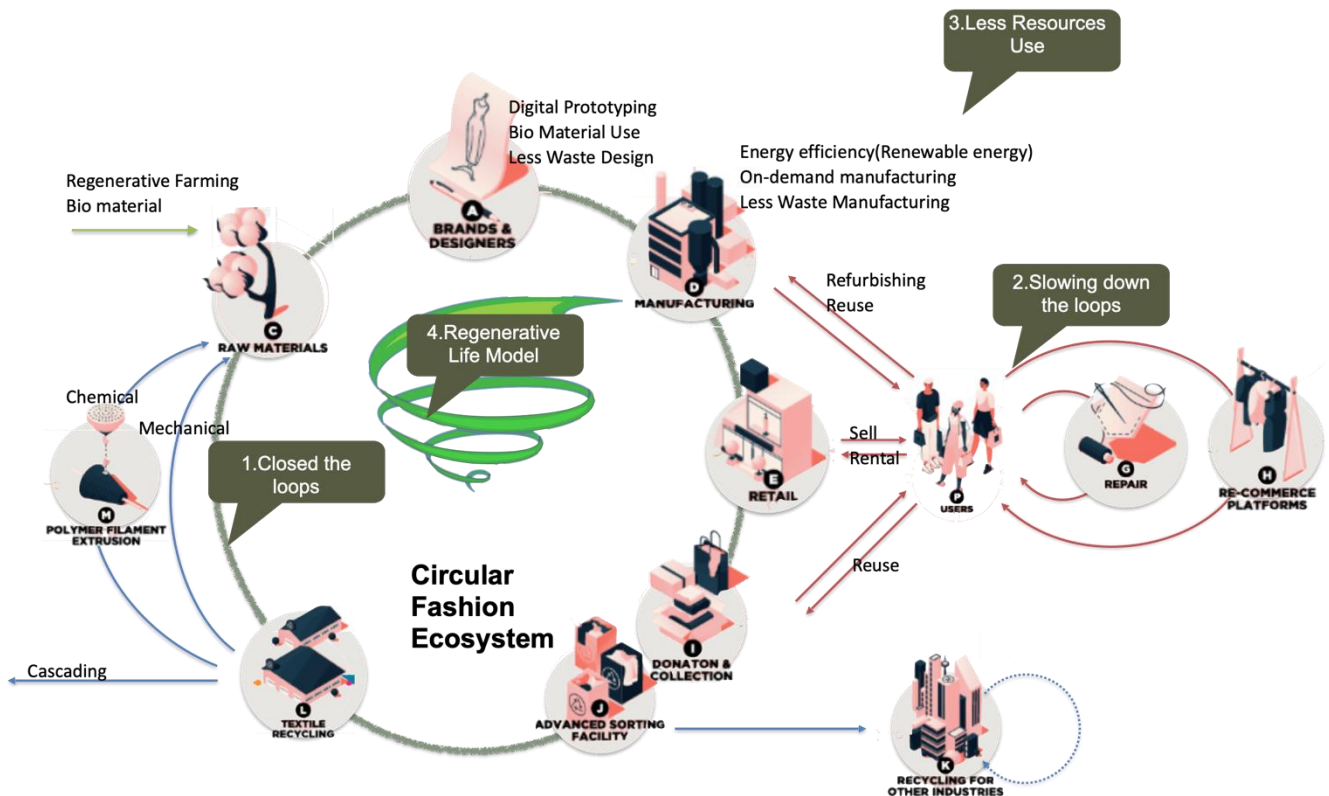 3.Less Resources
Use
Digital Prototyping
Bio Material Use
Less Waste Design
Energy efficiency(Renewable energy)
On-demand manufacturing
Less Waste Manufacturing
Regenerative Farming
Bio material
A
BRANDS &
DESIGNERS
D
MANUFACTURING
C
RAW MATERIALS
Refurbishing
Reuse
2.Slowing down
the loops
4.Regenerative
Life Model
Chemical
Mechanical
1.Closed the
loops
M
POLYMER FILAMENT
EXTRUSION
Sell
Rental
E
RETAIL
P
USERS
G
REPAIR
H
RE-COMMERCE
PLATFORMS
Reuse
Circular
Fashion
Ecosystem
I
DONATON &
COLLECTION
J
ADVANCED SORTING
FACILITY
Cascading
L
TEXTILE
RECYCLING
K
RECYCLING FOR
OTHER INDUSTRIES